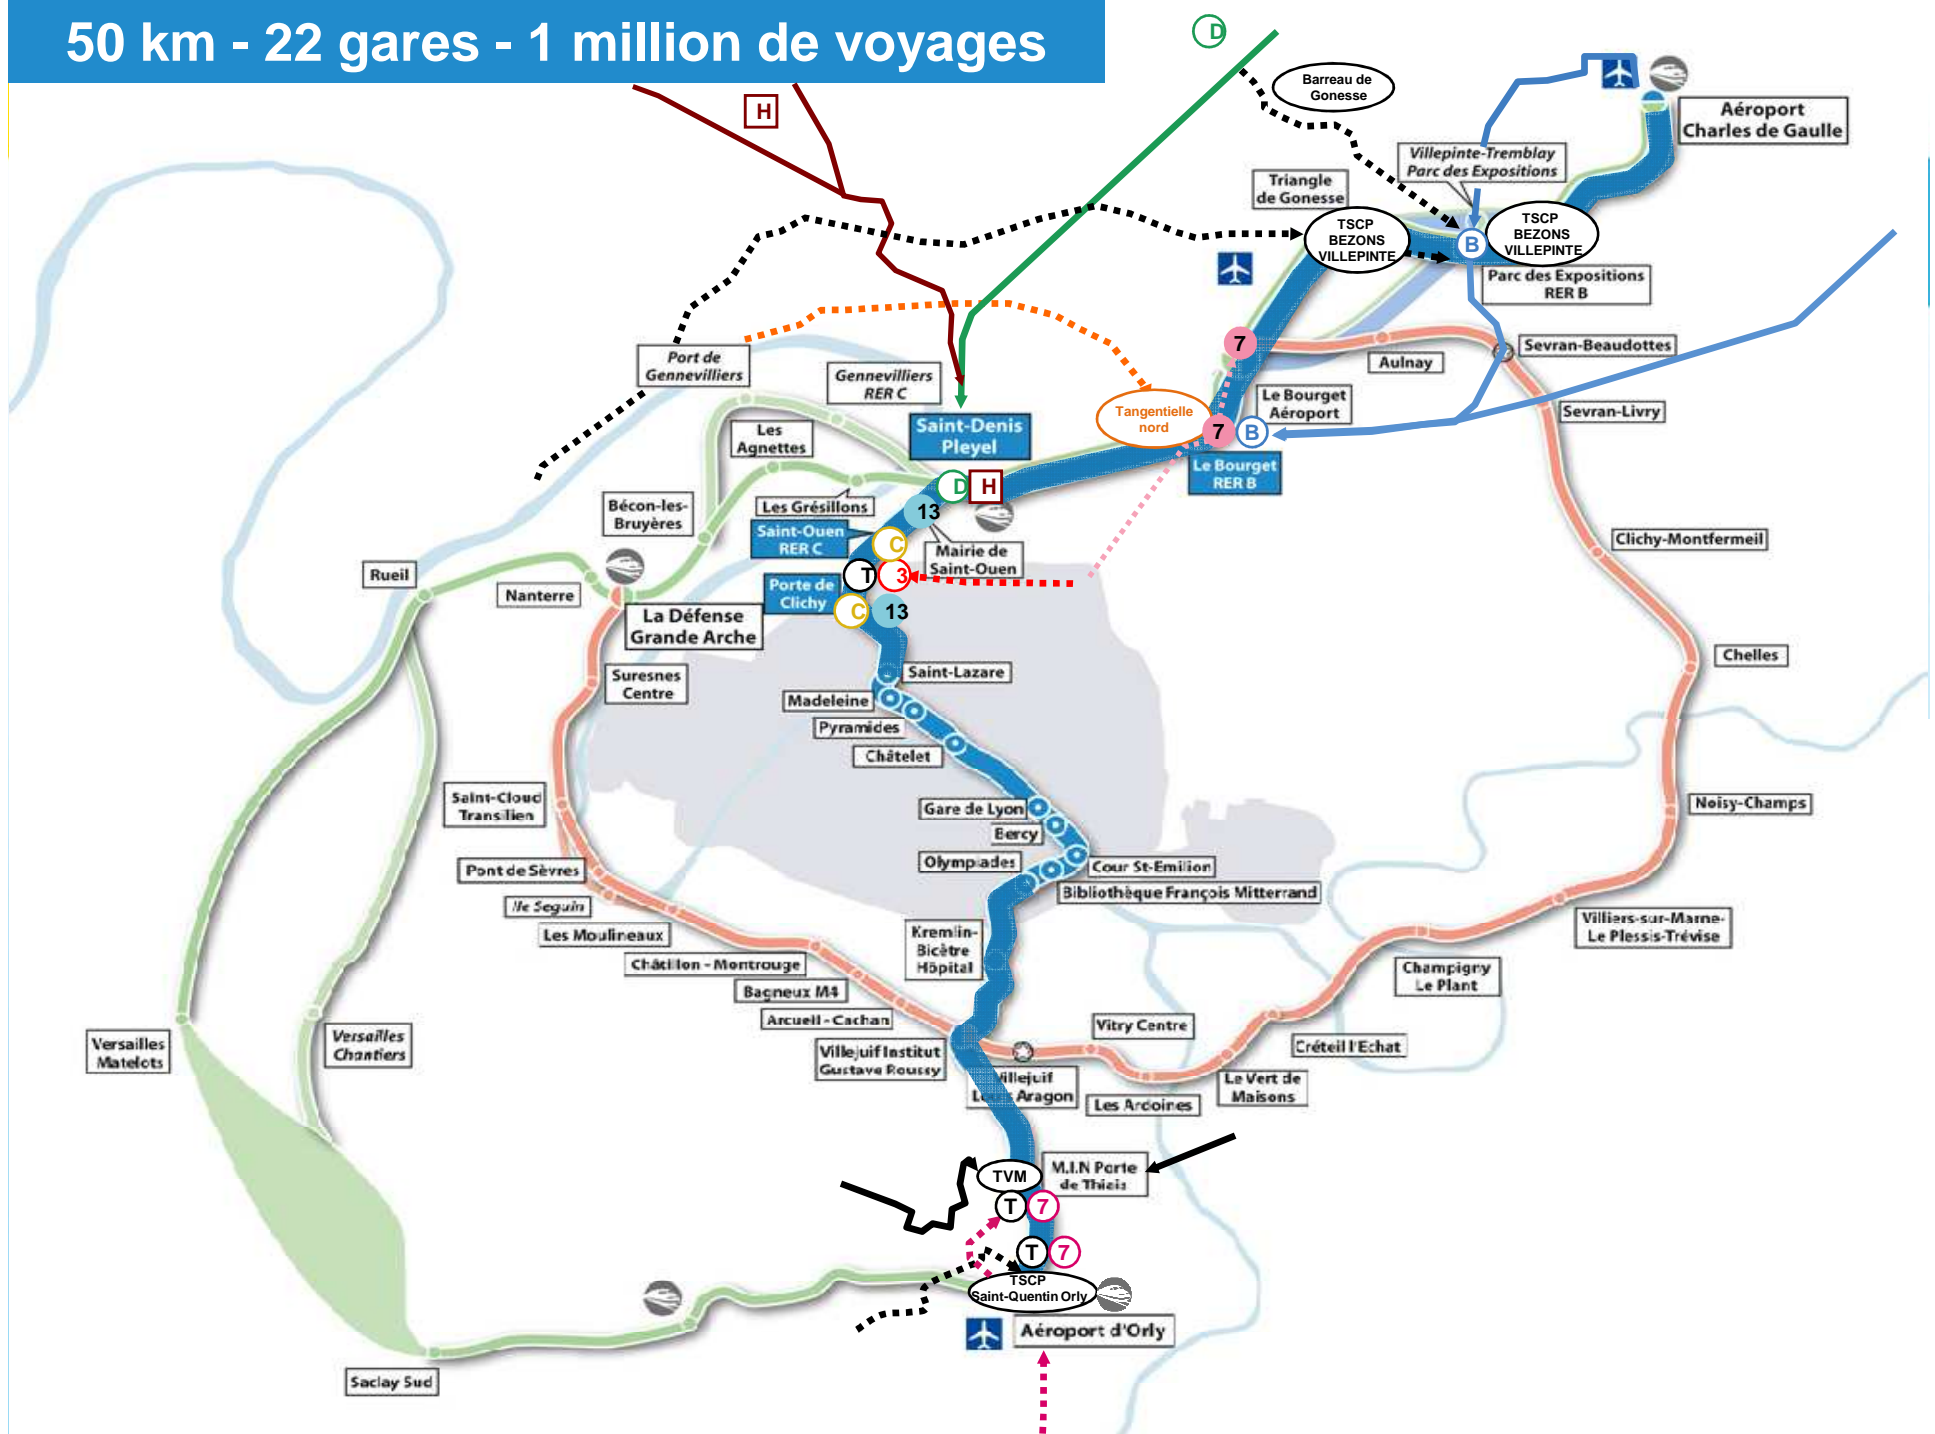 50 km - 22 gares - 1 million de voyages
D
H
Barreau de
Gonesse
Aéroport
Charles de Gaulle
Villepinte-Tremblay
Parc des Expositions
Triangle
de Gonesse
TSCP
BEZONS
VILLEPINTE
B
TSCP
BEZONS
VILLEPINTE
Parc des Expositions
RER B
Port de
Gennevilliers
Gennevilliers
RER C
7
Aulnay
Sevran-Beaudottes
Le Bourget
Aéroport
Sevran-Livry
Tangentielle
nord
7
B
Saint-Denis
Pleyel
Les
Agnettes
Le Bourget
RER B
D
H
Bécon-les-
Bruyères
Les Grésillons
13
Saint-Ouen
RER C
C
Mairie de
Saint-Ouen
Clichy-Montfermeil
Rueil
Nanterre
T
3
Porte de
Clichy
C
13
La Défense
Grande Arche
Chelles
Suresnes
Centre
Saint-Lazare
Madeleine
Pyramides
Châtelet
Saint-Cloud
Transilien
Gare de Lyon
Bercy
Noisy-Champs
Olympiades
Cour St-Emilion
Pont de Sèvres
Bibliothèque François Mitterrand
Ile Seguin
Les Moulineaux
Kremlin-
Bicêtre
Hôpital
Villiers-sur-Marne-
Le Plessis-Trévise
Châtillon - Montrouge
Champigny
Le Plant
Bagneux M4
Arcueil - Cachan
Vitry Centre
Versailles
Matelots
Versailles
Chantiers
Villejuif Institut
Gustave Roussy
Créteil l'Echat
Villejuif
Louis Aragon
Les Ardoines
Le Vert de
Maisons
TVM
M.I.N Porte
de Thiais
T
7
T
7
TSCP
Saint-Quentin Orly
Aéroport d'Orly
Saclay Sud